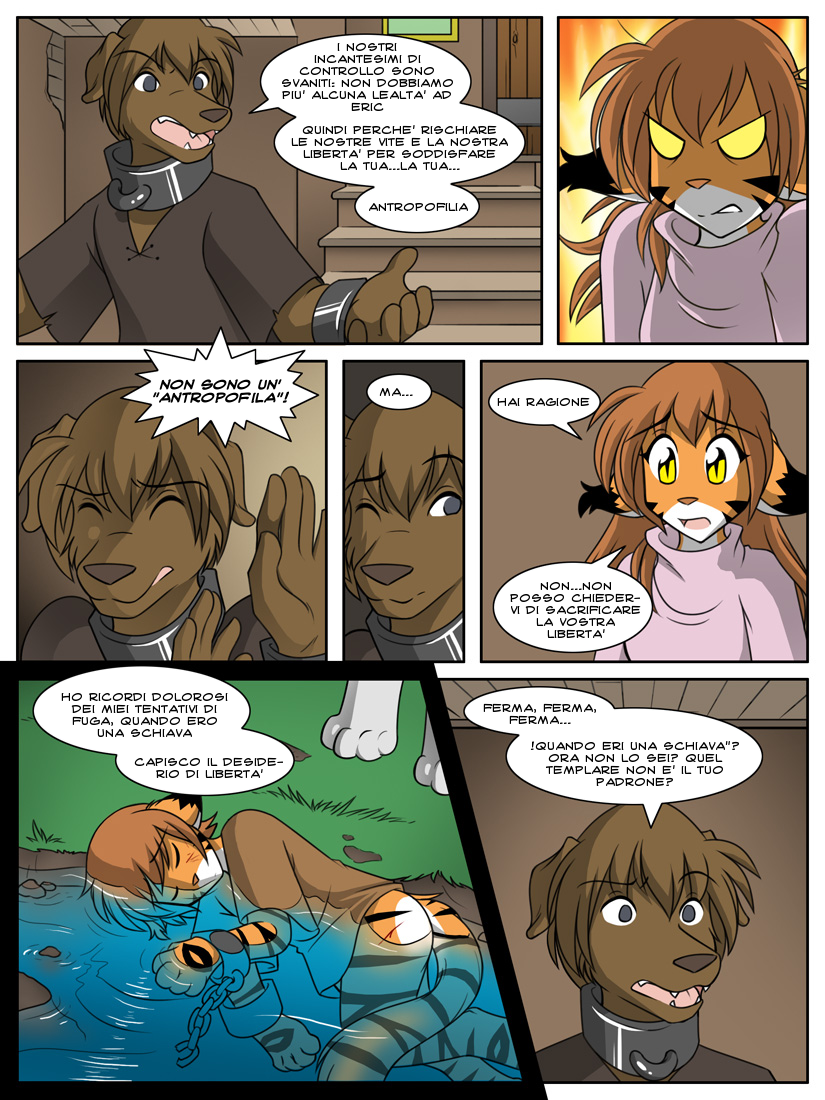 I NOSTRI
INCANTESIMI DI
CONTROLLO SONO
SVANITI: NON DOBBIAMO
PIU' ALCUNA LEALTA' AD
ERIC
QUINDI PERCHE' RISCHIARE
LE NOSTRE VITE E LA NOSTRA
LIBERTA' PER SODDISFARE
LA TUA...LA TUA...
ANTROPOFILIA
NON SONO UN'
"ANTROPOFILA"!
MA...
HAI RAGIONE
NON...NON
POSSO CHIEDER-
VI DI SACRIFICARE
LA VOSTRA
LIBERTA'
HO RICORDI DOLOROSI
DEI MIEI TENTATIVI DI
FUGA, QUANDO ERO
UNA SCHIAVA
CAPISCO IL DESIDE-
RIO DI LIBERTA'
FERMA, FERMA,
FERMA...
!QUANDO ERI UNA SCHIAVA"?
ORA NON LO SEI? QUEL
TEMPLARE NON E' IL TUO
PADRONE?